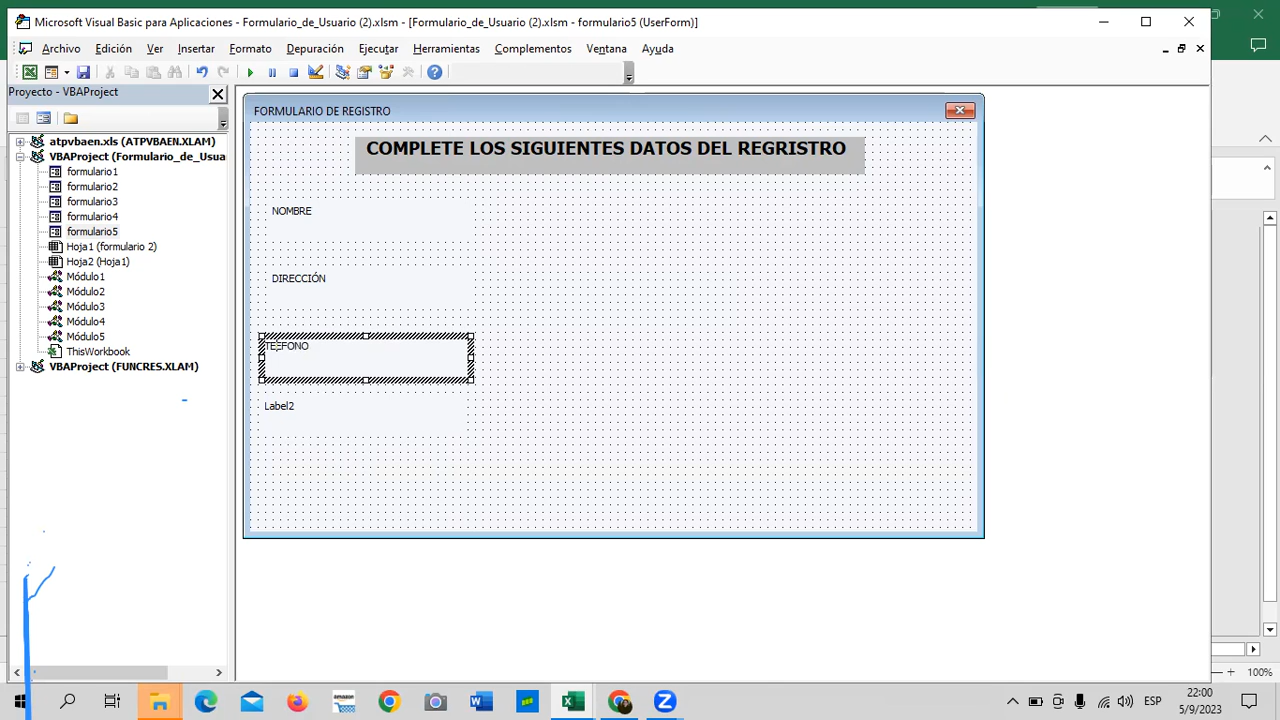 Microsoft Visual Basic para Aplicaciones - Formulario_de_Usuario (2).xlsm - [Formulario_de_Usuario (2).xlsm - formulario5 (UserForm)]
Archivo Edición Ver Insertar Formato Depuración Ejecutar Herramientas Complementos Ventana Ayuda
Proyecto - VBAProject
FORMULARIO DE REGISTRO
atpvbaen.xls (ATPVBAEN.XLAM)
VBAProject (Formulario_de_Usua
formulario1
formulario2
formulario3
formulario4
formulario5
Hoja1 (formulario 2)
Hoja2 (Hoja1)
Módulo1
Módulo2
Módulo3
Módulo4
Módulo5
ThisWorkbook
VBAProject (FUNCRES.XLAM)
COMPLETE LOS SIGUIENTES DATOS DEL REGRISTRO
NOMBRE
DIRECCIÓN
TEFONO
Label2
100%
amazon
ESP
22:00
5/9/2023